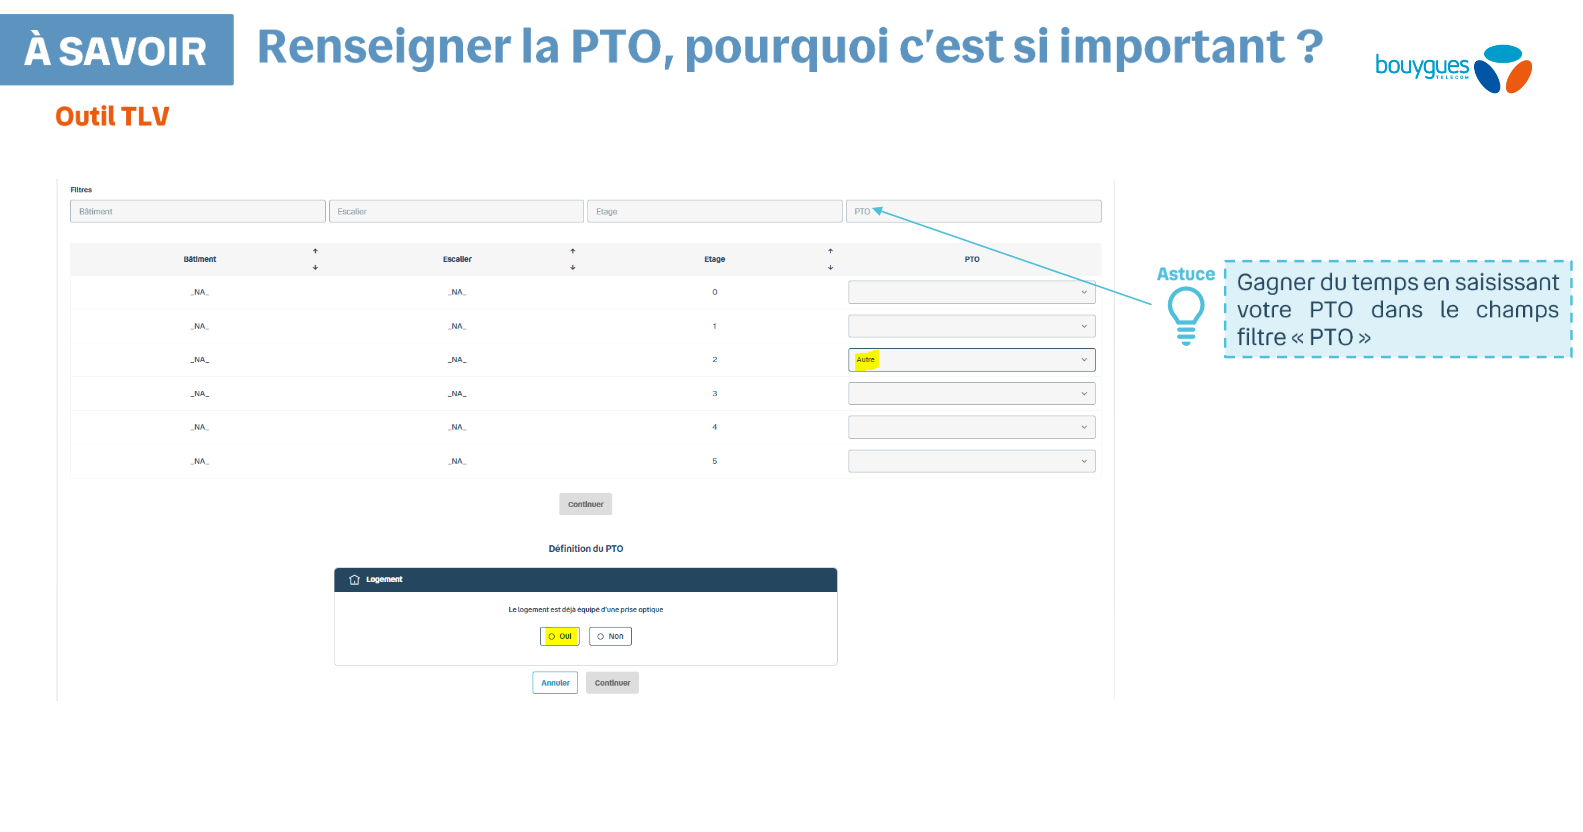 À SAVOIR
Renseigner la PTO, pourquoi c'est si important ?
bouygues
TELECOM
Outil TLV
Filtres
Bâtiment
Escalier
Etage
PTO
Bâtiment
Escalier
Etage
PTO
_NA_ _NA_ 0
_NA_ _NA_ 1
_NA_ _NA_ 2 Autre
_NA_ _NA_ 3
_NA_ _NA_ 4
_NA_ _NA_ 5
Continuer
Définition du PTO
Logement
Le logement est déjà équipé d'une prise optique
Oui
Non
Annuler
Continuer
Astuce
Gagner du temps en saisissant
votre PTO dans le champs
filtre « PTO »